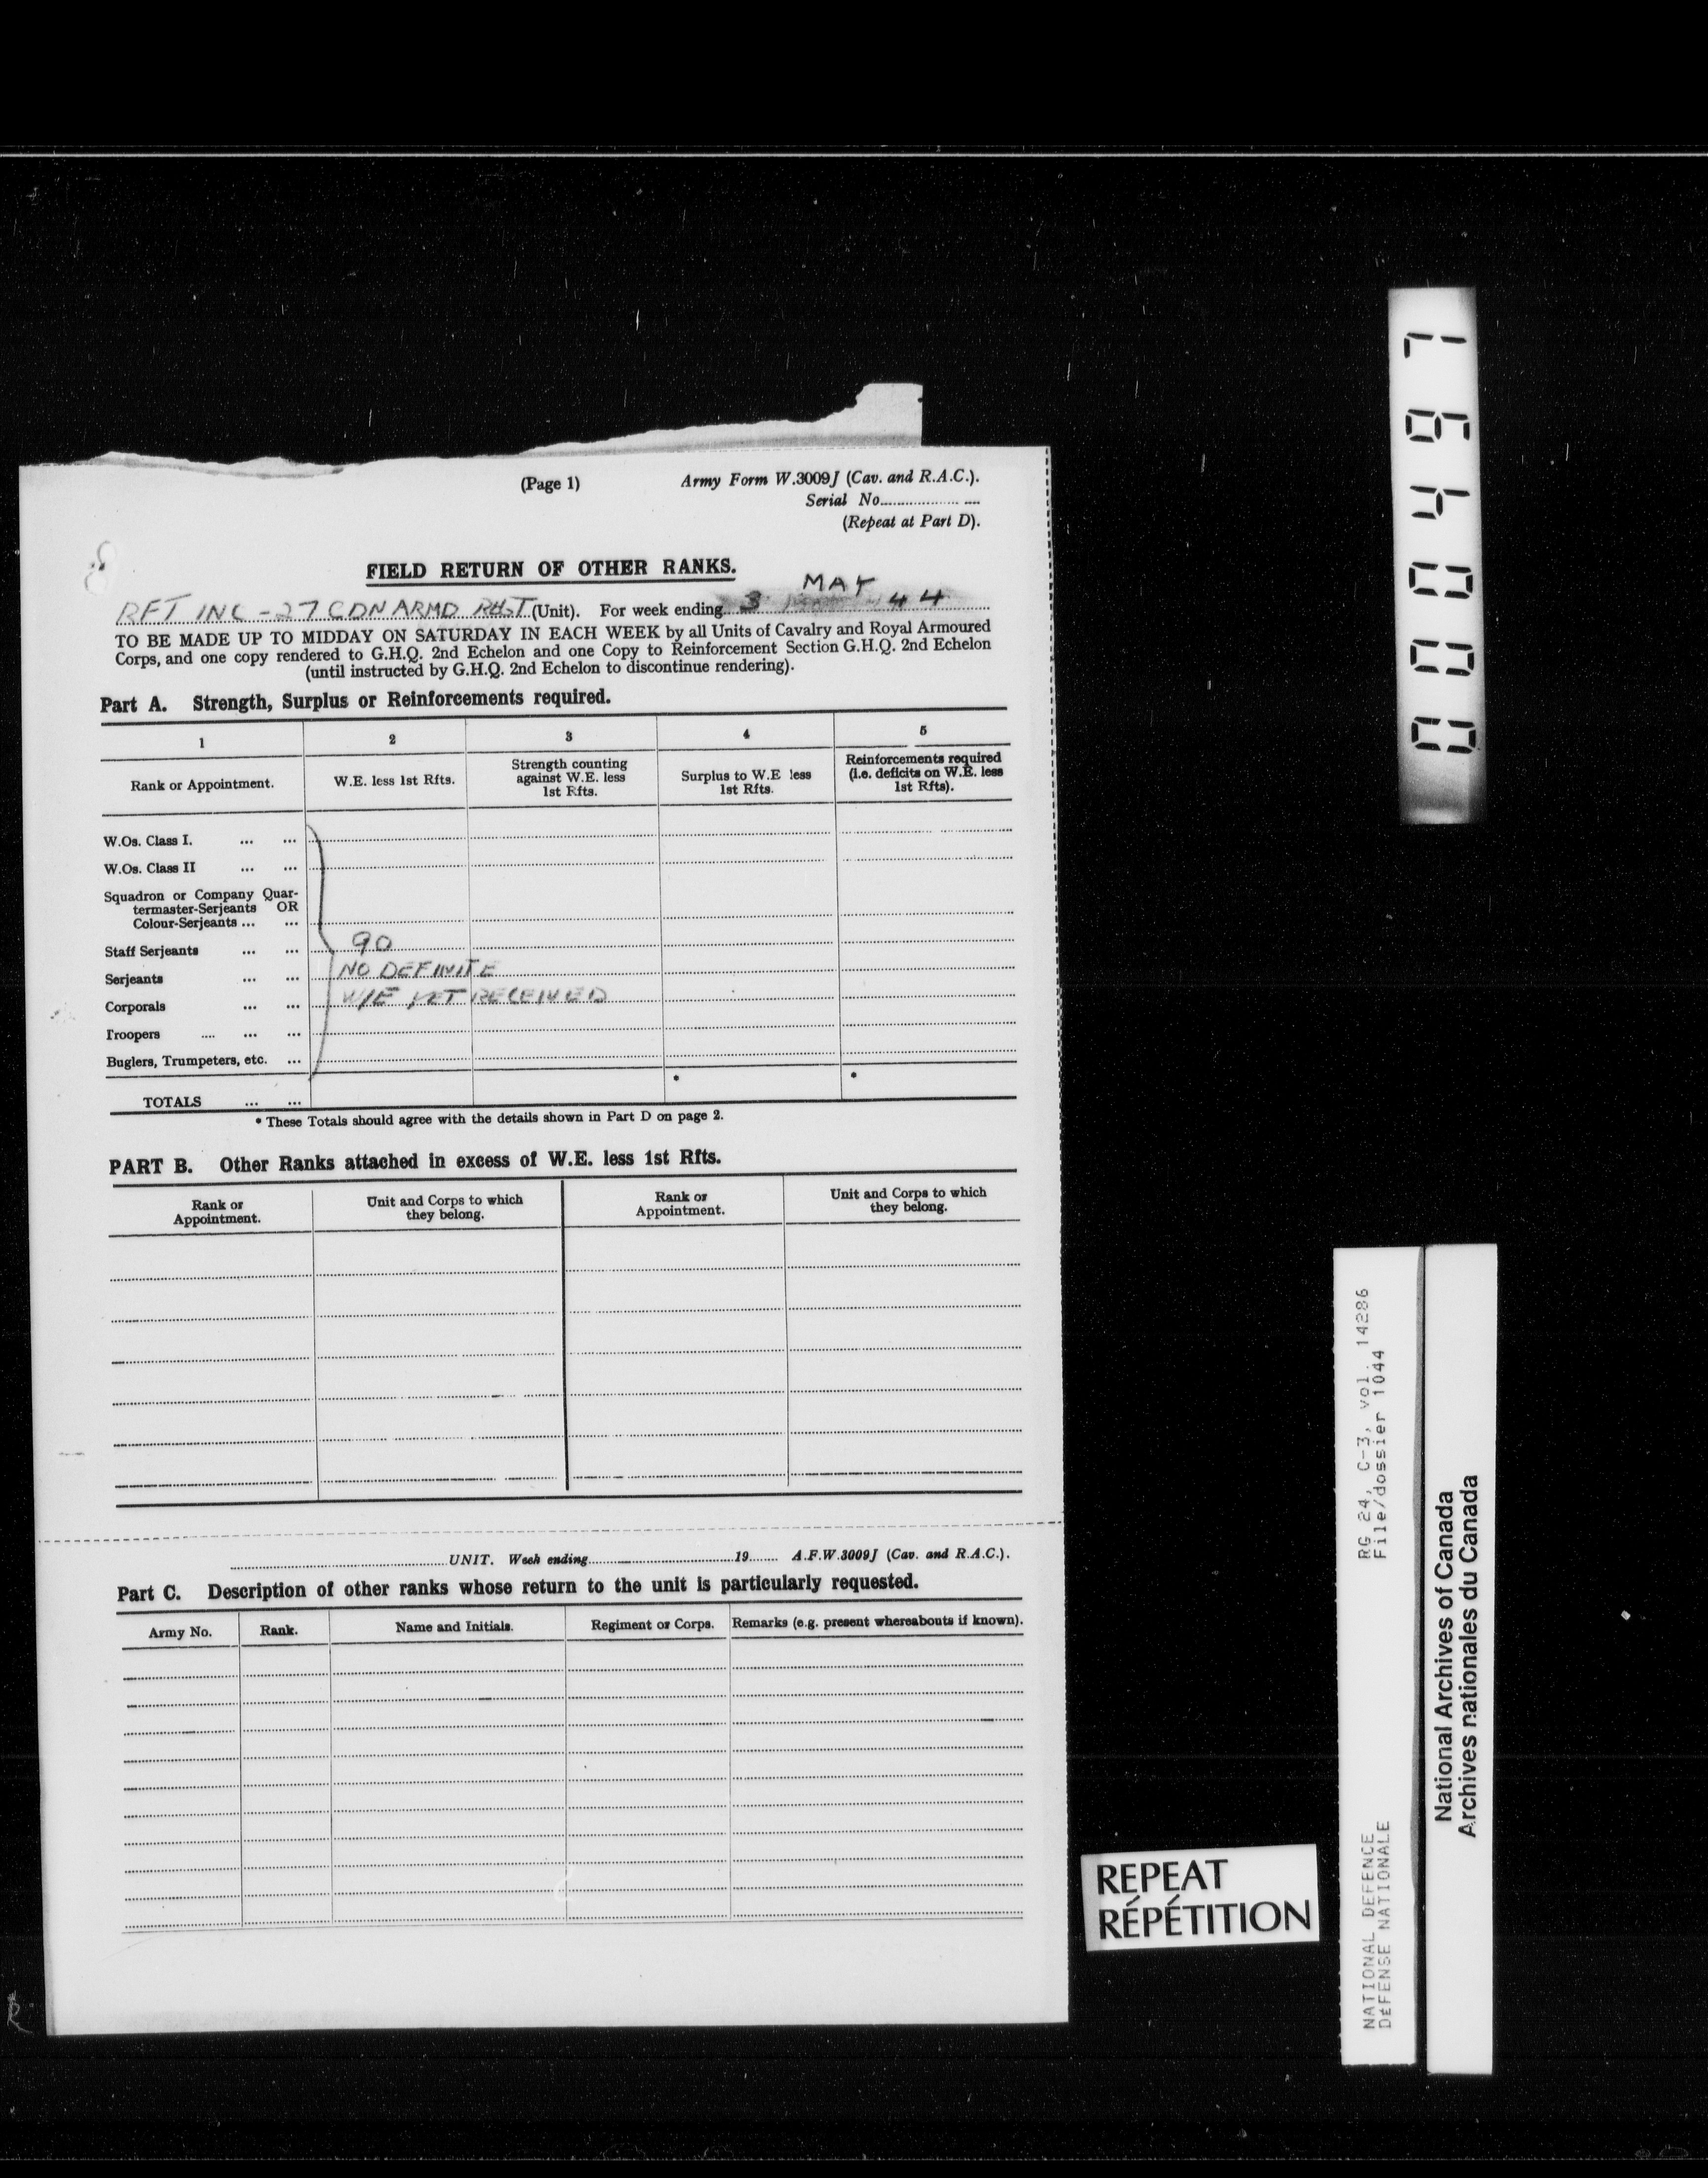 (Page 1) Army Form W.3009J (Cav. and R.A.C.).
Serial No.
(Repeat at Part D).
FIELD RETURN OF OTHER RANKS.
RFT INC - 27 CDN ARMD (Unit). For week ending 3 MAY 44
TO BE MADE UP TO MIDDAY ON SATURDAY IN EACH WEEK by all Units of Cavalry and Royal Armoured
Corps, and one copy rendered to G.H.Q. 2nd Echelon and one Copy to Reinforcement Section G.H.Q. 2nd Echelon
(until instructed by G.H.Q. 2nd Echelon to discontinue rendering).
Part A. Strength, Surplus or Reinforcements required.
1 2 3 4 5
Rank or Appointment. W.E. less 1st Rfts. Strength counting against W.E. less 1st Rfts. Surplus to W.E less 1st Rfts. Reinforcements required (i.e. deficits on W.E. less 1st Rfts).
W.Os. Class I. ... ...
W.Os. Class II ... ...
Squadron or Company Quar-
termaster-Serjeants OR
Colour-Serjeants ... ...
Staff Serjeants ... ... 90
Serjeants ... ... NO DEFINITE
Corporals ... ... W/E YET RECEIVED
Troopers .... ... ...
Buglers, Trumpeters, etc. ...
* *
TOTALS ... ...
* These Totals should agree with the details shown in Part D on page 2.
PART B. Other Ranks attached in excess of W.E. less 1st Rfts.
Rank or Appointment. Unit and Corps to which they belong. Rank or Appointment. Unit and Corps to which they belong.
UNIT. Week ending 19 A.F.W.3009J (Cav. and R.A.C.).
Part C. Description of other ranks whose return to the unit is particularly requested.
Army No. Rank. Name and Initials. Regiment or Corps. Remarks (e.g. present whereabouts if known).
000497
REPEAT
RÉPÉTITION
NATIONAL DEFENCE RG 24, C-3, vol. 14286
DÉFENSE NATIONALE File/dossier 1044
National Archives of Canada
Archives nationales du Canada